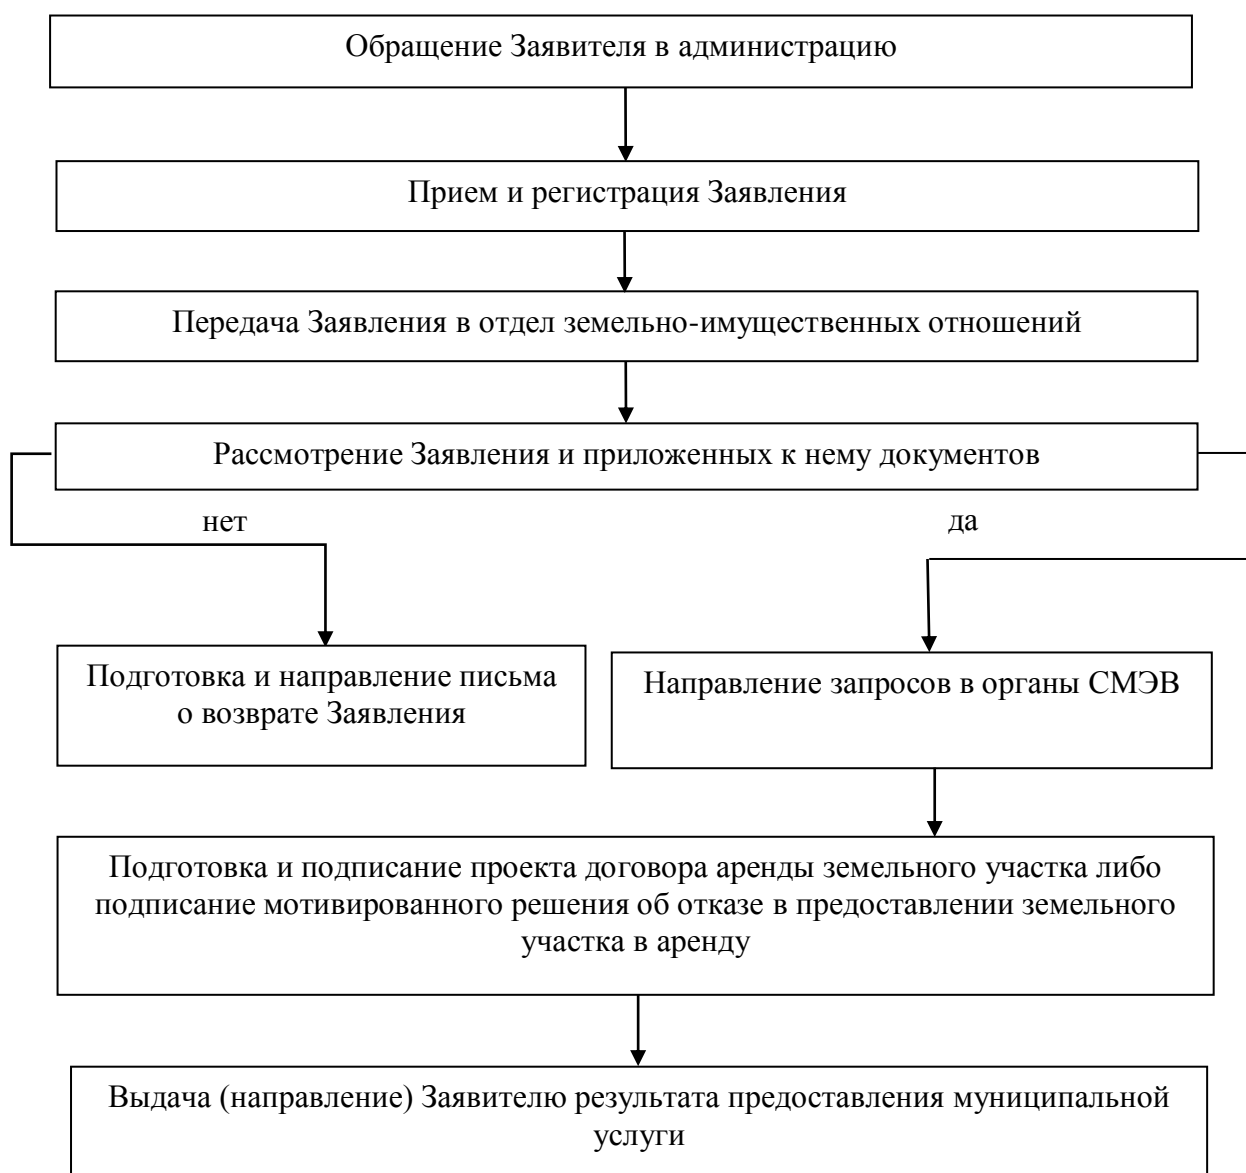 Обращение Заявителя в администрацию
Прием и регистрация Заявления
Передача Заявления в отдел земельно-имущественных отношений
Рассмотрение Заявления и приложенных к нему документов
нет
да
Подготовка и направление письма
о возврате Заявления
Направление запросов в органы СМЭВ
Подготовка и подписание проекта договора аренды земельного участка либо
подписание мотивированного решения об отказе в предоставлении земельного
участка в аренду
Выдача (направление) Заявителю результата предоставления муниципальной
услуги